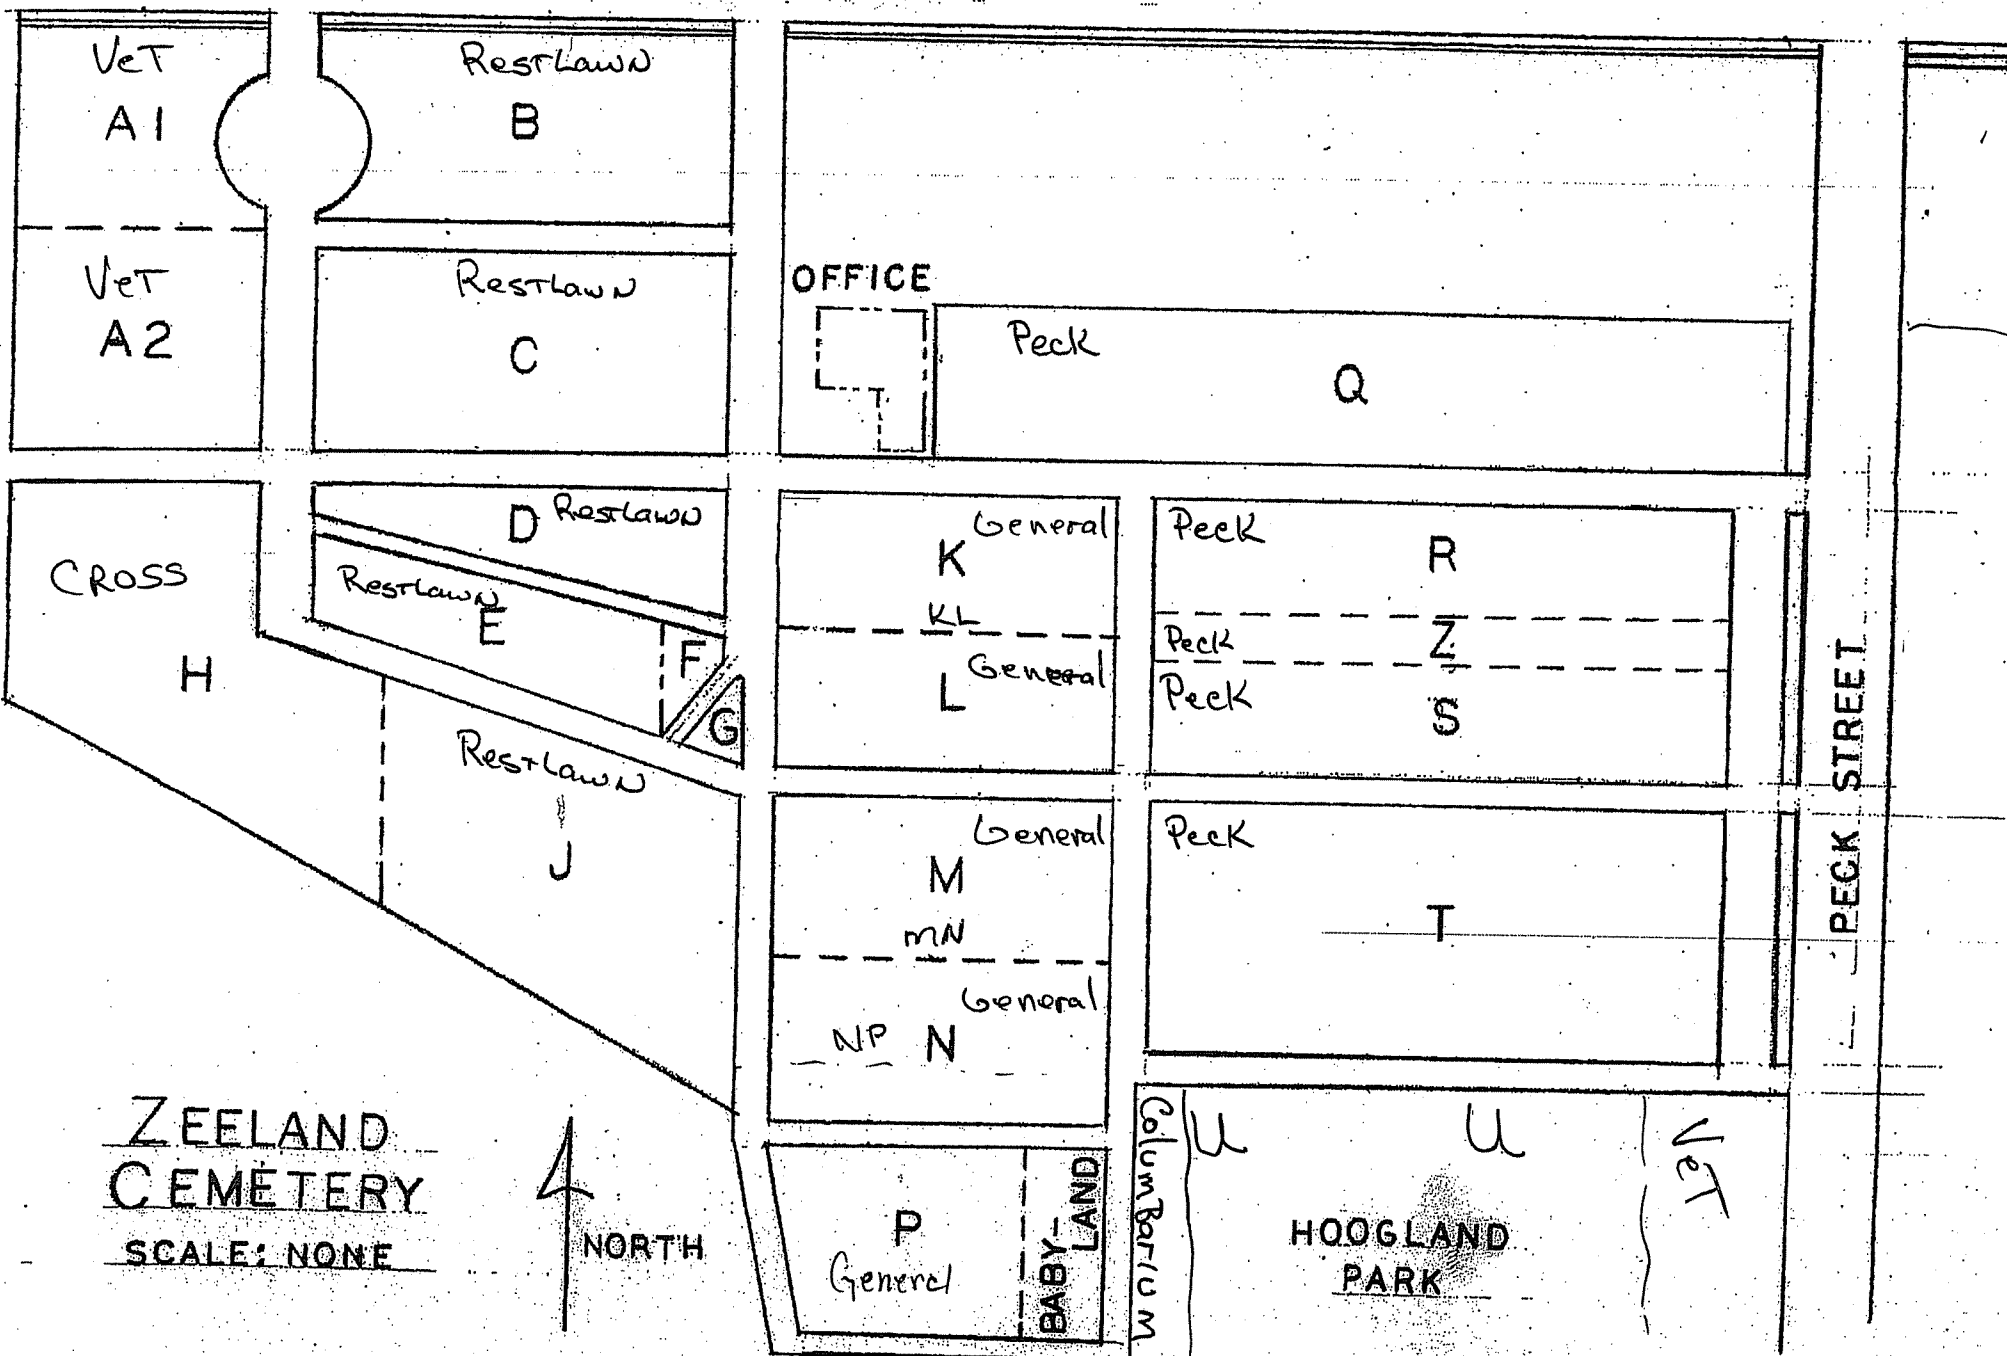 VeT
A1
RestLawn
B
VeT
A2
RestLawn
C
OFFICE
Peck
Q
CROSS
H
D RestLawn
RestLawn
E
F
G
RestLawn
J
General
K
KL
General
L
Peck
R
Peck
Z
Peck
S
PECK STREET
General
M
mN
General
NP N
Peck
T
ZEELAND
CEMETERY
SCALE: NONE
NORTH
P
General
BABY-
LAND
ColumBarium
U
U
VeT
HOOGLAND
PARK